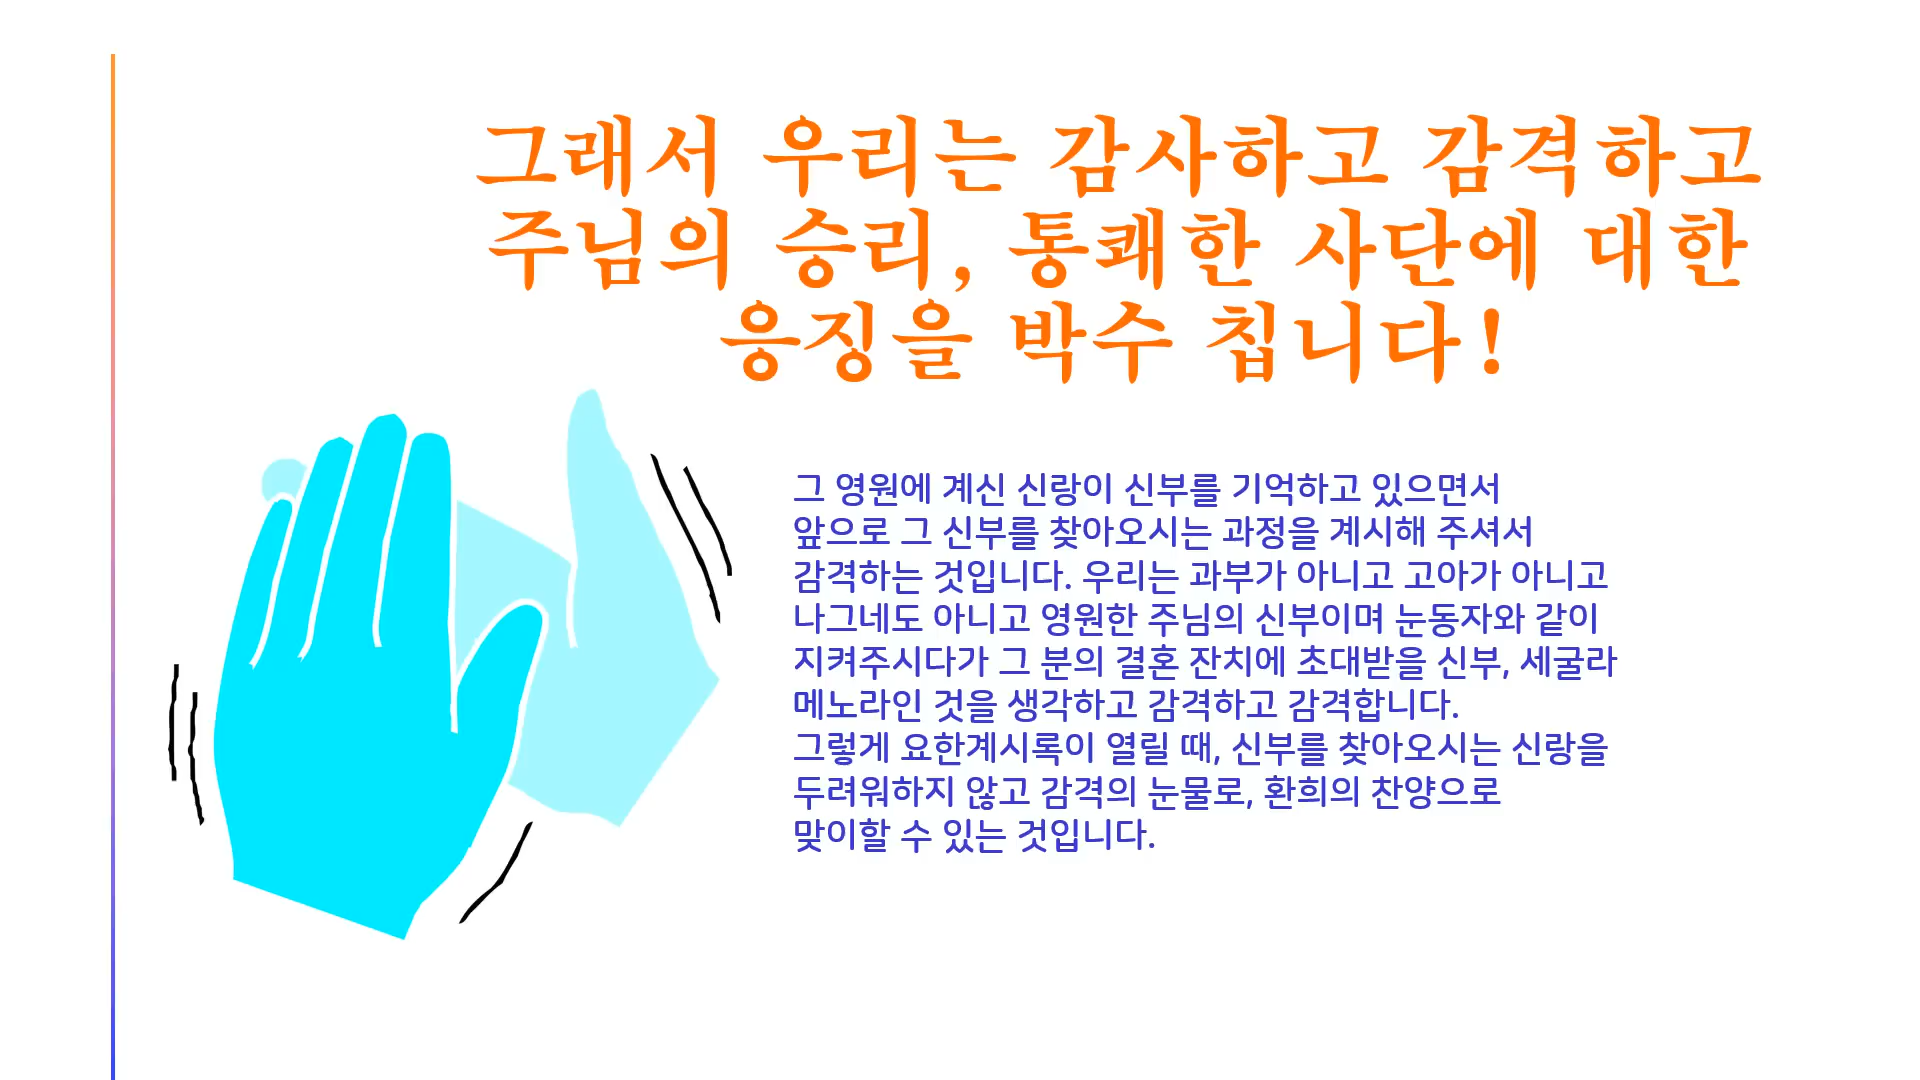 그래서 우리는 감사하고 감격하고
주님의 승리, 통쾌한 사단에 대한
응징을 박수 칩니다!
그 영원에 계신 신랑이 신부를 기억하고 있으면서
앞으로 그 신부를 찾아오시는 과정을 계시해 주셔서
감격하는 것입니다. 우리는 과부가 아니고 고아가 아니고
나그네도 아니고 영원한 주님의 신부이며 눈동자와 같이
지켜주시다가 그 분의 결혼 잔치에 초대받을 신부, 세굴라
메노라인 것을 생각하고 감격하고 감격합니다.
그렇게 요한계시록이 열릴 때, 신부를 찾아오시는 신랑을
두려워하지 않고 감격의 눈물로, 환희의 찬양으로
맞이할 수 있는 것입니다.